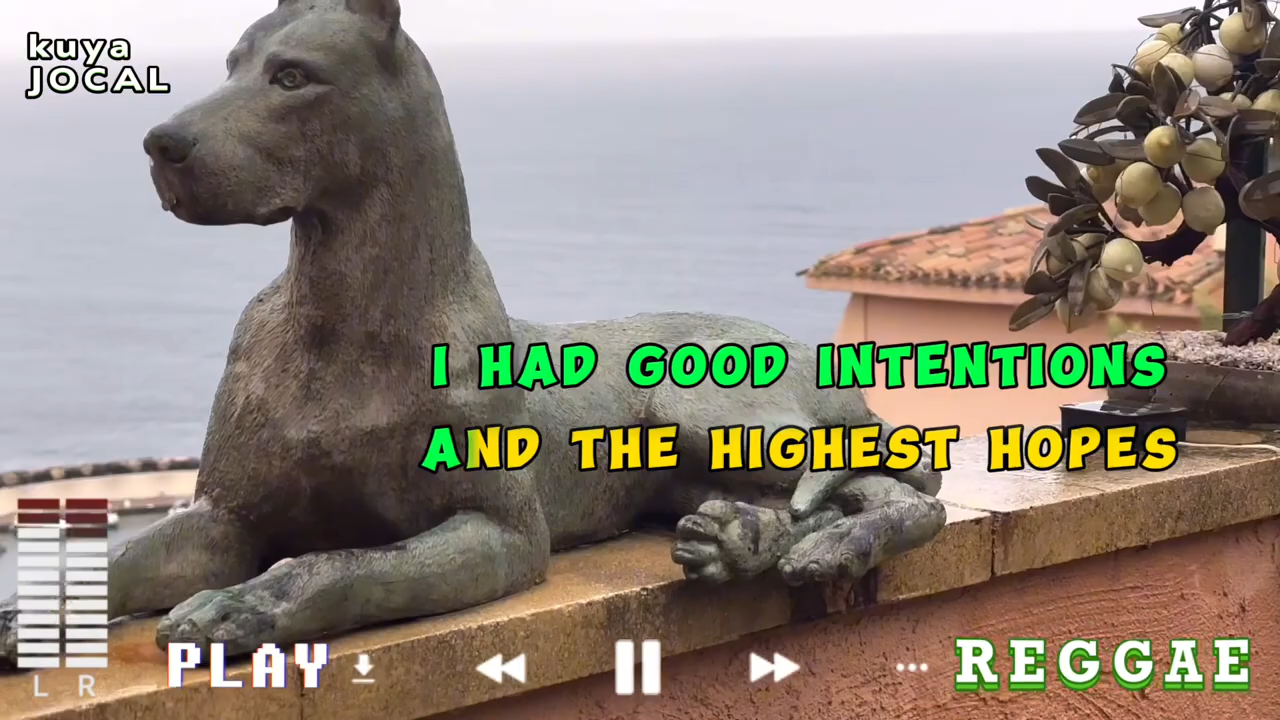 kuya
JOCAL
I HAD GOOD INTENTIONS
AND THE HIGHEST HOPES
L R
PLAY
REGGAE